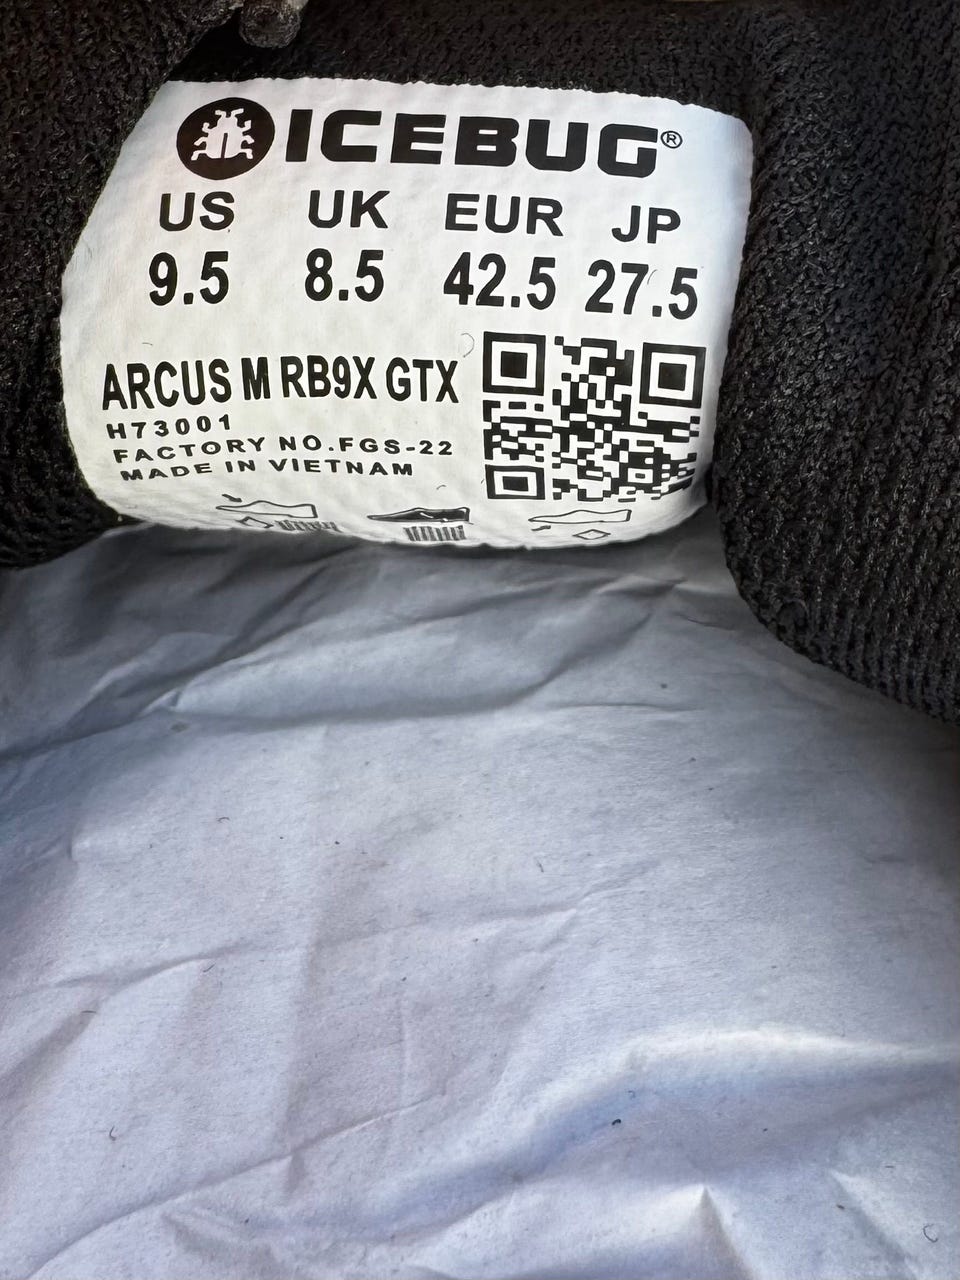 ICEBUG®
US UK EUR JP
9.5 8.5 42.5 27.5
ARCUS M RB9X GTX
H73001
FACTORY NO.FGS-22
MADE IN VIETNAM